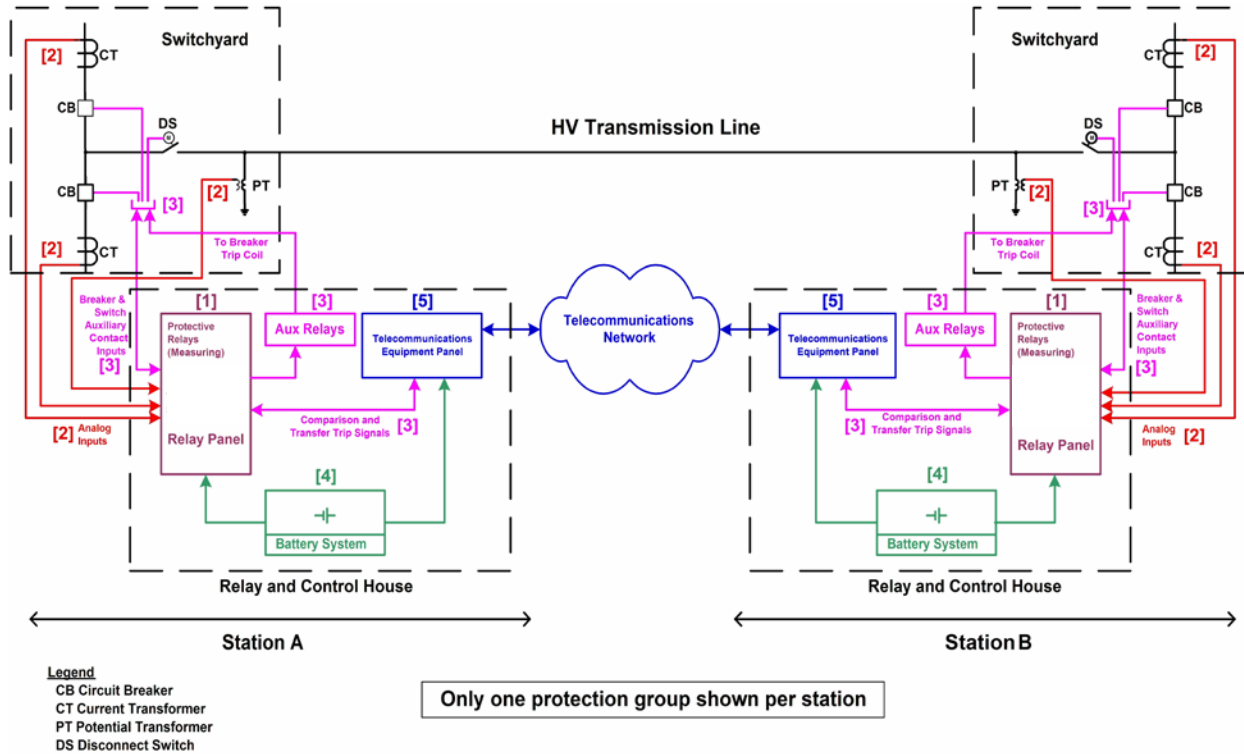 Switchyard
[2]
CT
CB
DS
[2]
PT
CB
[3]
[2]
CT
To Breaker
Trip Coil
HV Transmission Line
Switchyard
[2]
CT
CB
DS
PT
[2]
CB
[3]
CT
[2]
To Breaker
Trip Coil
Breaker &
Switch
Auxiliary
Contact
Inputs
[3]
[1]
Protective
Relays
(Measuring)
Relay Panel
[3]
Aux Relays
[5]
Telecommunications
Equipment Panel
Comparison and
Transfer Trip Signals
[3]
[2] Analog
Inputs
[4]
Battery System
Relay and Control House
Telecommunications
Network
[5]
Telecommunications
Equipment Panel
[3]
Aux Relays
[1]
Protective
Relays
(Measuring)
Relay Panel
Breaker &
Switch
Auxiliary
Contact
Inputs
[3]
Comparison and
[3] Transfer Trip Signals
Analog
Inputs
[2]
[4]
Battery System
Relay and Control House
Station A
Station B
Legend
CB Circuit Breaker
CT Current Transformer
PT Potential Transformer
DS Disconnect Switch
Only one protection group shown per station